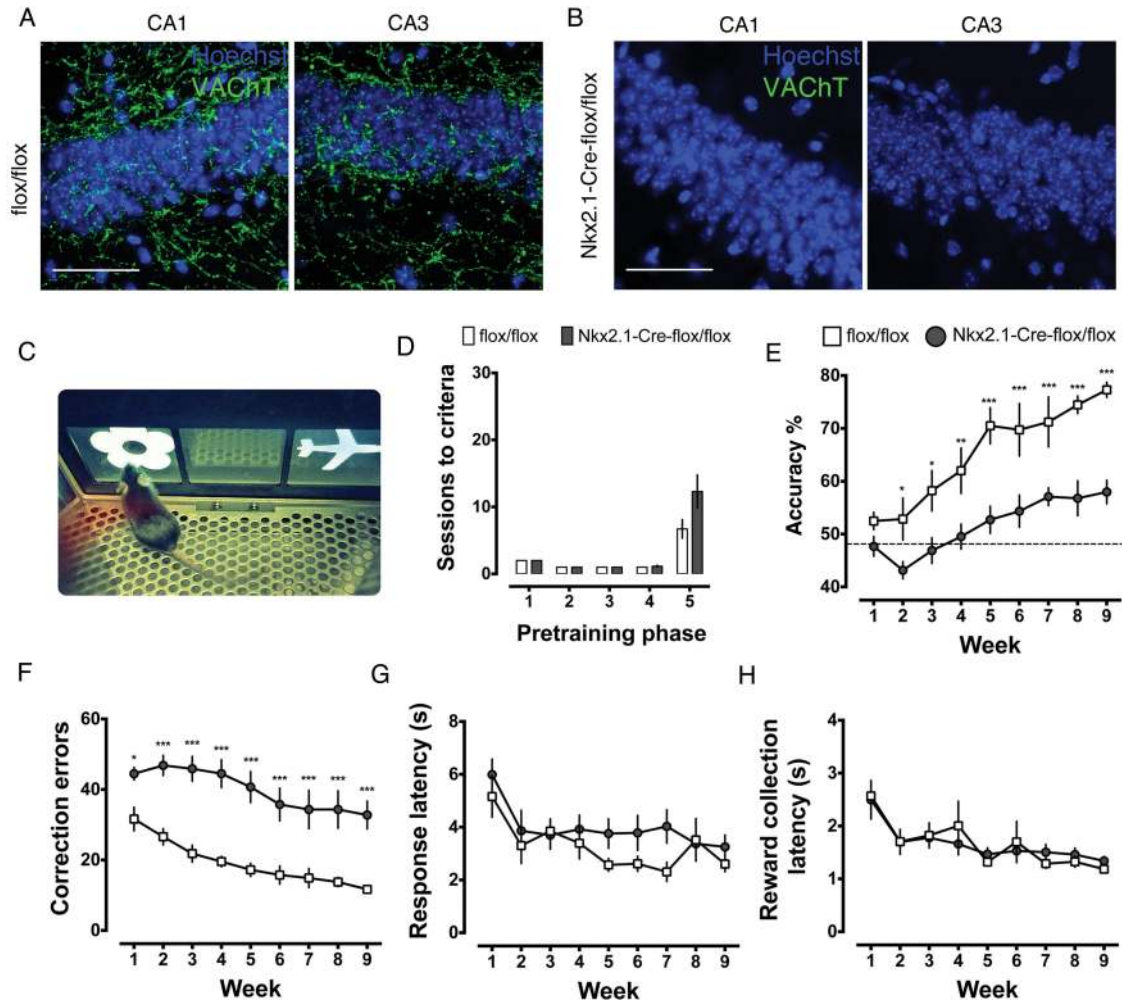 A
CA1
CA3
Hoechst
VAChT
flox/flox
B
CA1
CA3
Hoechst
VAChT
Nkx2.1-Cre-flox/flox
C
D
flox/flox
Nkx2.1-Cre-flox/flox
Sessions to criteria
30
20
10
0
1 2 3 4 5
Pretraining phase
E
flox/flox
Nkx2.1-Cre-flox/flox
Accuracy %
80
70
60
50
40
* * ** *** *** *** *** ***
1 2 3 4 5 6 7 8 9
Week
F
Correction errors
60
40
20
0
* *** *** *** *** *** *** *** ***
1 2 3 4 5 6 7 8 9
Week
G
Response latency (s)
8
6
4
2
0
1 2 3 4 5 6 7 8 9
Week
H
Reward collection
latency (s)
4
3
2
1
0
1 2 3 4 5 6 7 8 9
Week